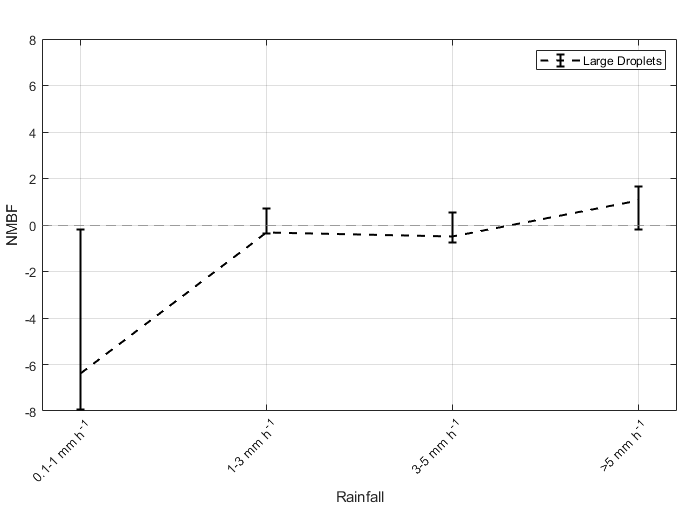 8
6
4
2
0
-2
-4
-6
-8
NMBF
Large Droplets
0.1-1 mm h⁻¹
1-3 mm h⁻¹
3-5 mm h⁻¹
>5 mm h⁻¹
Rainfall